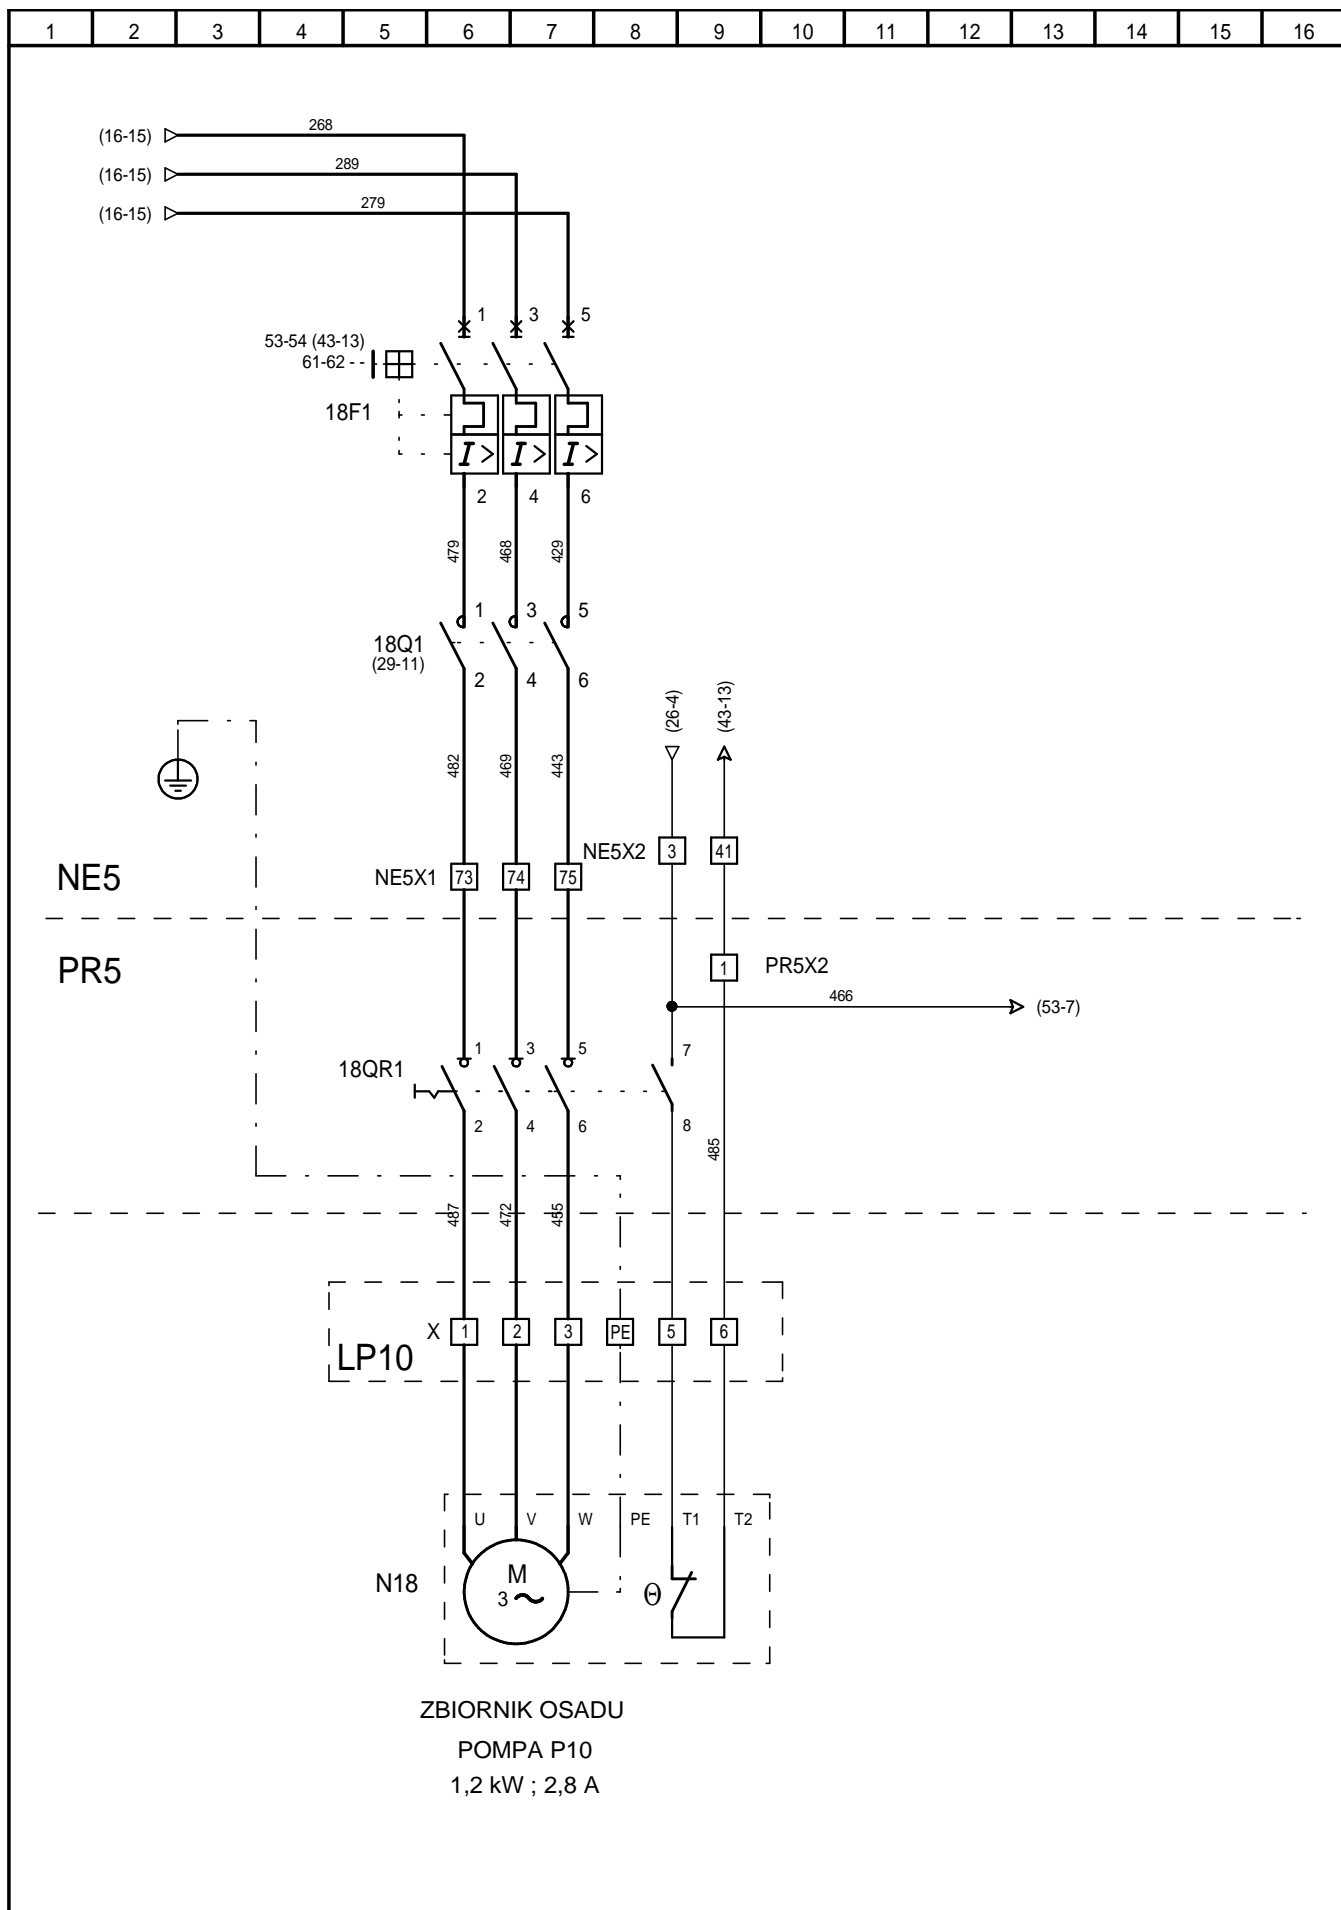 1 2 3 4 5 6 7 8 9 10 11 12 13 14 15 16
(16-15) 268
(16-15) 289
(16-15) 279
1 3 5
53-54 (43-13)
61-62
18F1
I> I> I>
2 4 6
479 468 429
1 3 5
18Q1
(29-11)
2 4 6
(26-4) (43-13)
482 469 443
NE5X2 3 41
NE5
NE5X1 73 74 75
PR5
1 PR5X2
466
(53-7)
1 3 5 7
18QR1
2 4 6 8
485
487 472 455
X 1 2 3 PE 5 6
LP10
U V W PE T1 T2
M
N18
3 ~
Θ
ZBIORNIK OSADU
POMPA P10
1,2 kW ; 2,8 A